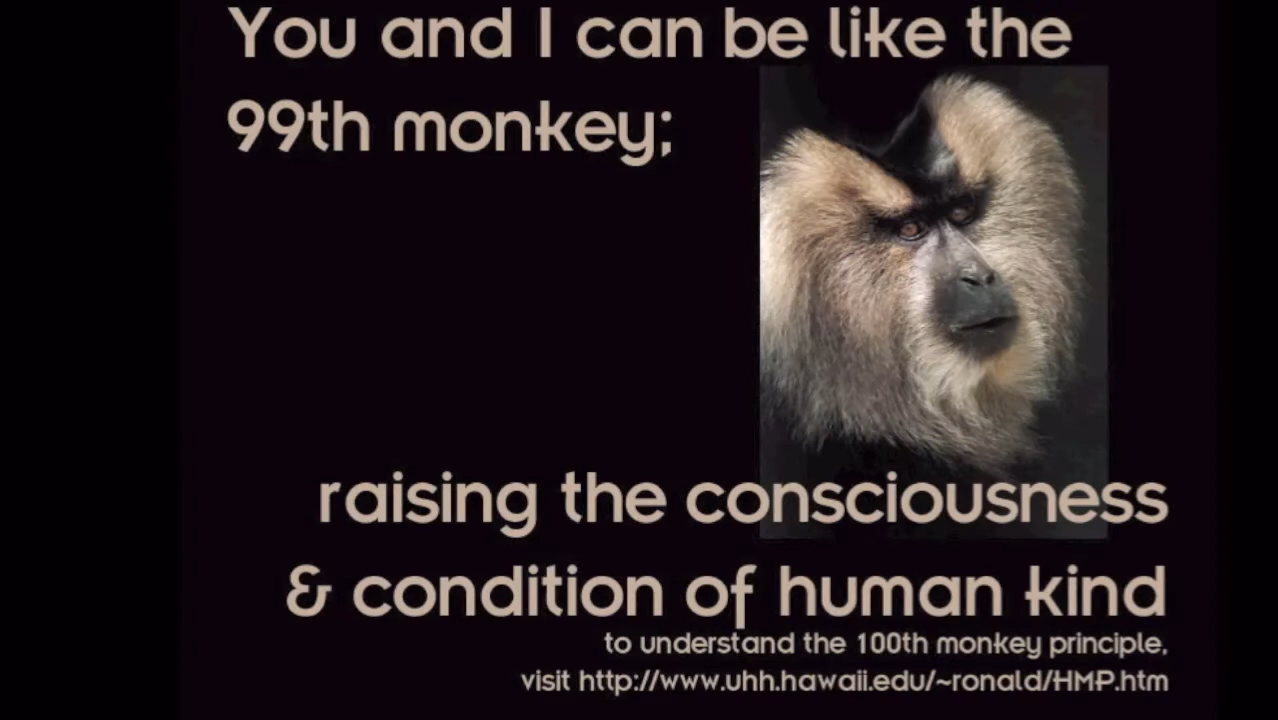 You and I can be like the
99th monkey;
raising the consciousness
& condition of human kind
to understand the 100th monkey principle,
visit http://www.uhh.hawaii.edu/~ronald/HMP.htm